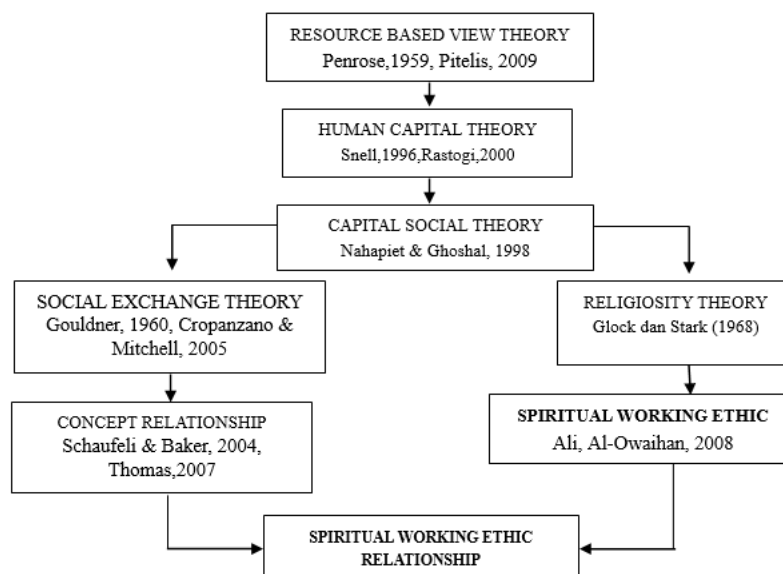 RESOURCE BASED VIEW THEORY
Penrose,1959, Pitelis, 2009
HUMAN CAPITAL THEORY
Snell,1996,Rastogi,2000
CAPITAL SOCIAL THEORY
Nahapiet & Ghoshal, 1998
SOCIAL EXCHANGE THEORY
Gouldner, 1960, Cropanzano &
Mitchell, 2005
RELIGIOSITY THEORY
Glock dan Stark (1968)
CONCEPT RELATIONSHIP
Schaufeli & Baker, 2004,
Thomas,2007
SPIRITUAL WORKING ETHIC
Ali, Al-Owaihan, 2008
SPIRITUAL WORKING ETHIC
RELATIONSHIP